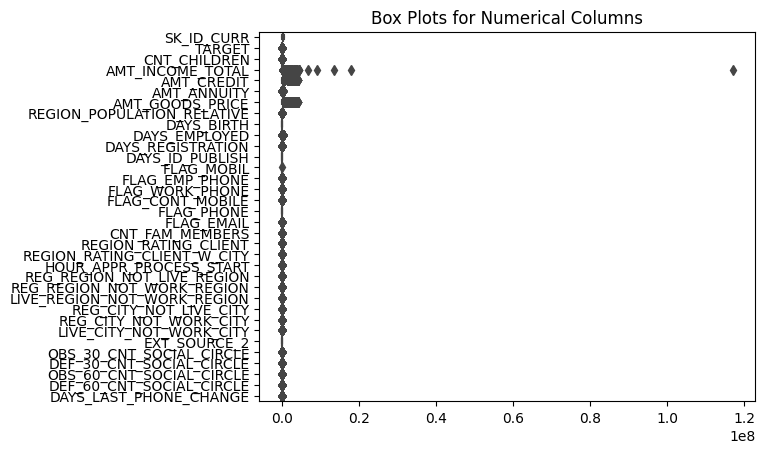 Box Plots for Numerical Columns
SK_ID_CURR
TARGET
CNT_CHILDREN
AMT_INCOME_TOTAL
AMT_CREDIT
AMT_ANNUITY
AMT_GOODS_PRICE
REGION_POPULATION_RELATIVE
DAYS_BIRTH
DAYS_EMPLOYED
DAYS_REGISTRATION
DAYS_ID_PUBLISH
FLAG_MOBIL
FLAG_EMP_PHONE
FLAG_WORK_PHONE
FLAG_CONT_MOBILE
FLAG_PHONE
FLAG_EMAIL
CNT_FAM_MEMBERS
REGION_RATING_CLIENT
REGION_RATING_CLIENT_W_CITY
HOUR_APPR_PROCESS_START
REG_REGION_NOT_LIVE_REGION
REG_REGION_NOT_WORK_REGION
LIVE_REGION_NOT_WORK_REGION
REG_CITY_NOT_LIVE_CITY
REG_CITY_NOT_WORK_CITY
LIVE_CITY_NOT_WORK_CITY
EXT_SOURCE_2
OBS_30_CNT_SOCIAL_CIRCLE
DEF_30_CNT_SOCIAL_CIRCLE
OBS_60_CNT_SOCIAL_CIRCLE
DEF_60_CNT_SOCIAL_CIRCLE
DAYS_LAST_PHONE_CHANGE
0.0 0.2 0.4 0.6 0.8 1.0 1.2
1e8